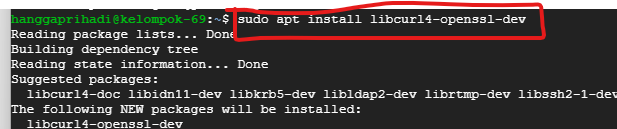 hanggaprihadi@kelompok-69:~$ sudo apt install libcurl4-openssl-dev
Reading package lists... Done
Building dependency tree
Reading state information... Done
Suggested packages:
  libcurl4-doc libidn11-dev libkrb5-dev libldap2-dev librtmp-dev libssh2-1-dev
The following NEW packages will be installed:
  libcurl4-openssl-dev